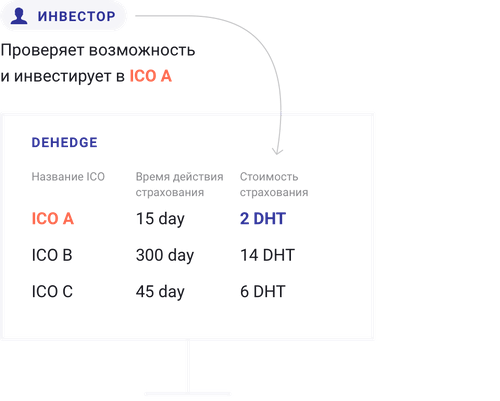 ИНВЕСТОР
Проверяет возможность
и инвестирует в ICO A
DEHEDGE
Название ICO Время действия страхования Стоимость страхования
ICO A 15 day 2 DHT
ICO B 300 day 14 DHT
ICO C 45 day 6 DHT